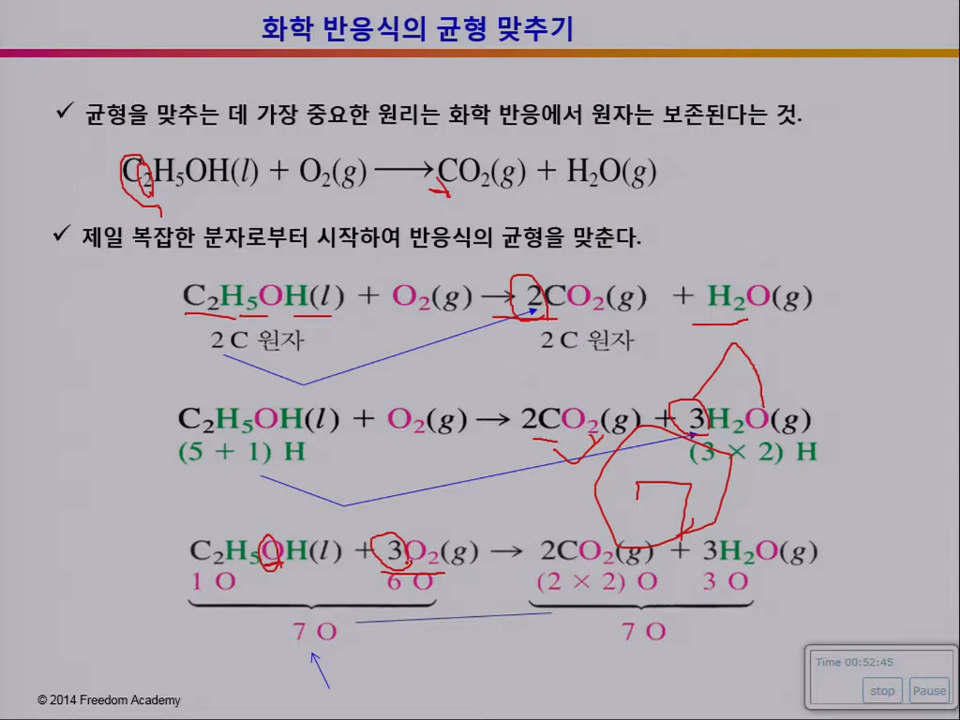 화학 반응식의 균형 맞추기
✓ 균형을 맞추는 데 가장 중요한 원리는 화학 반응에서 원자는 보존된다는 것.
C₂H₅OH(l) + O₂(g) ⟶ CO₂(g) + H₂O(g)
✓ 제일 복잡한 분자로부터 시작하여 반응식의 균형을 맞춘다.
C₂H₅OH(l) + O₂(g) → 2CO₂(g) + H₂O(g)
2 C 원자 2 C 원자
C₂H₅OH(l) + O₂(g) → 2CO₂(g) + 3H₂O(g)
(5 + 1) H (3 × 2) H
C₂H₅OH(l) + 3O₂(g) → 2CO₂(g) + 3H₂O(g)
1 O 6 O (2 × 2) O 3 O
7 O 7 O
Time 00:52:45
stop Pause
© 2014 Freedom Academy